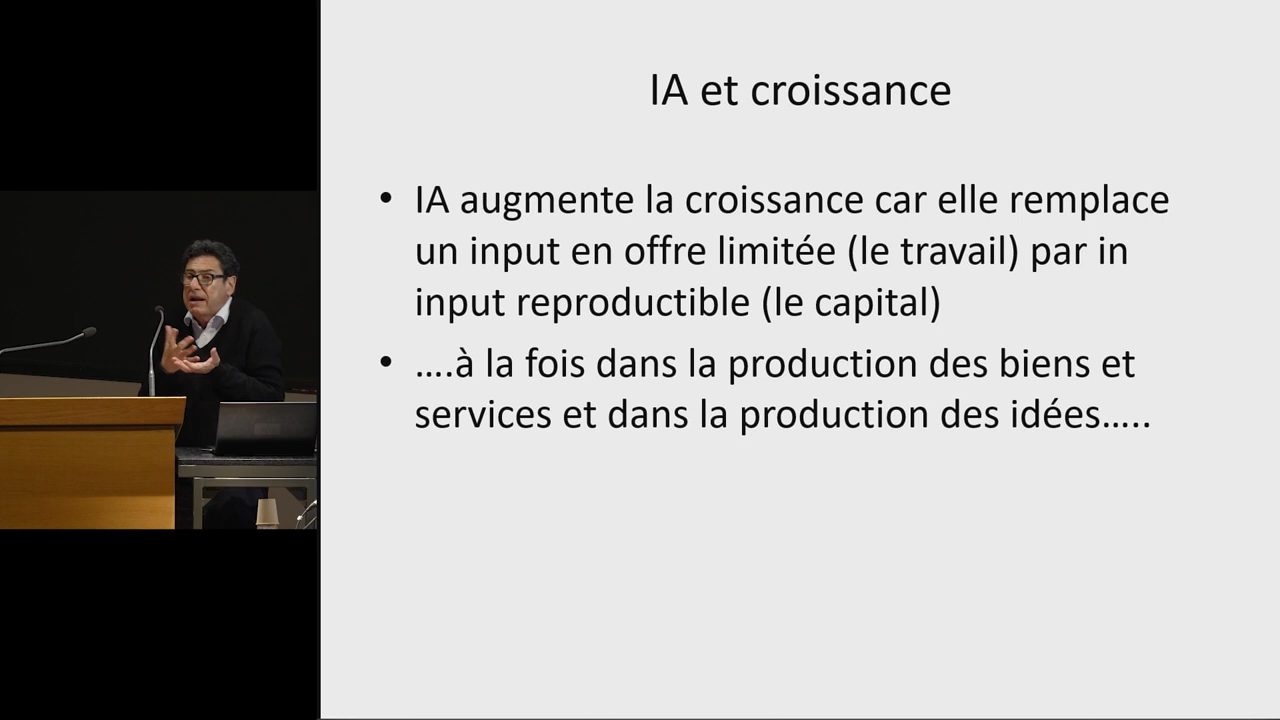 IA et croissance
• IA augmente la croissance car elle remplace
un input en offre limitée (le travail) par in
input reproductible (le capital)
• ….à la fois dans la production des biens et
services et dans la production des idées…..